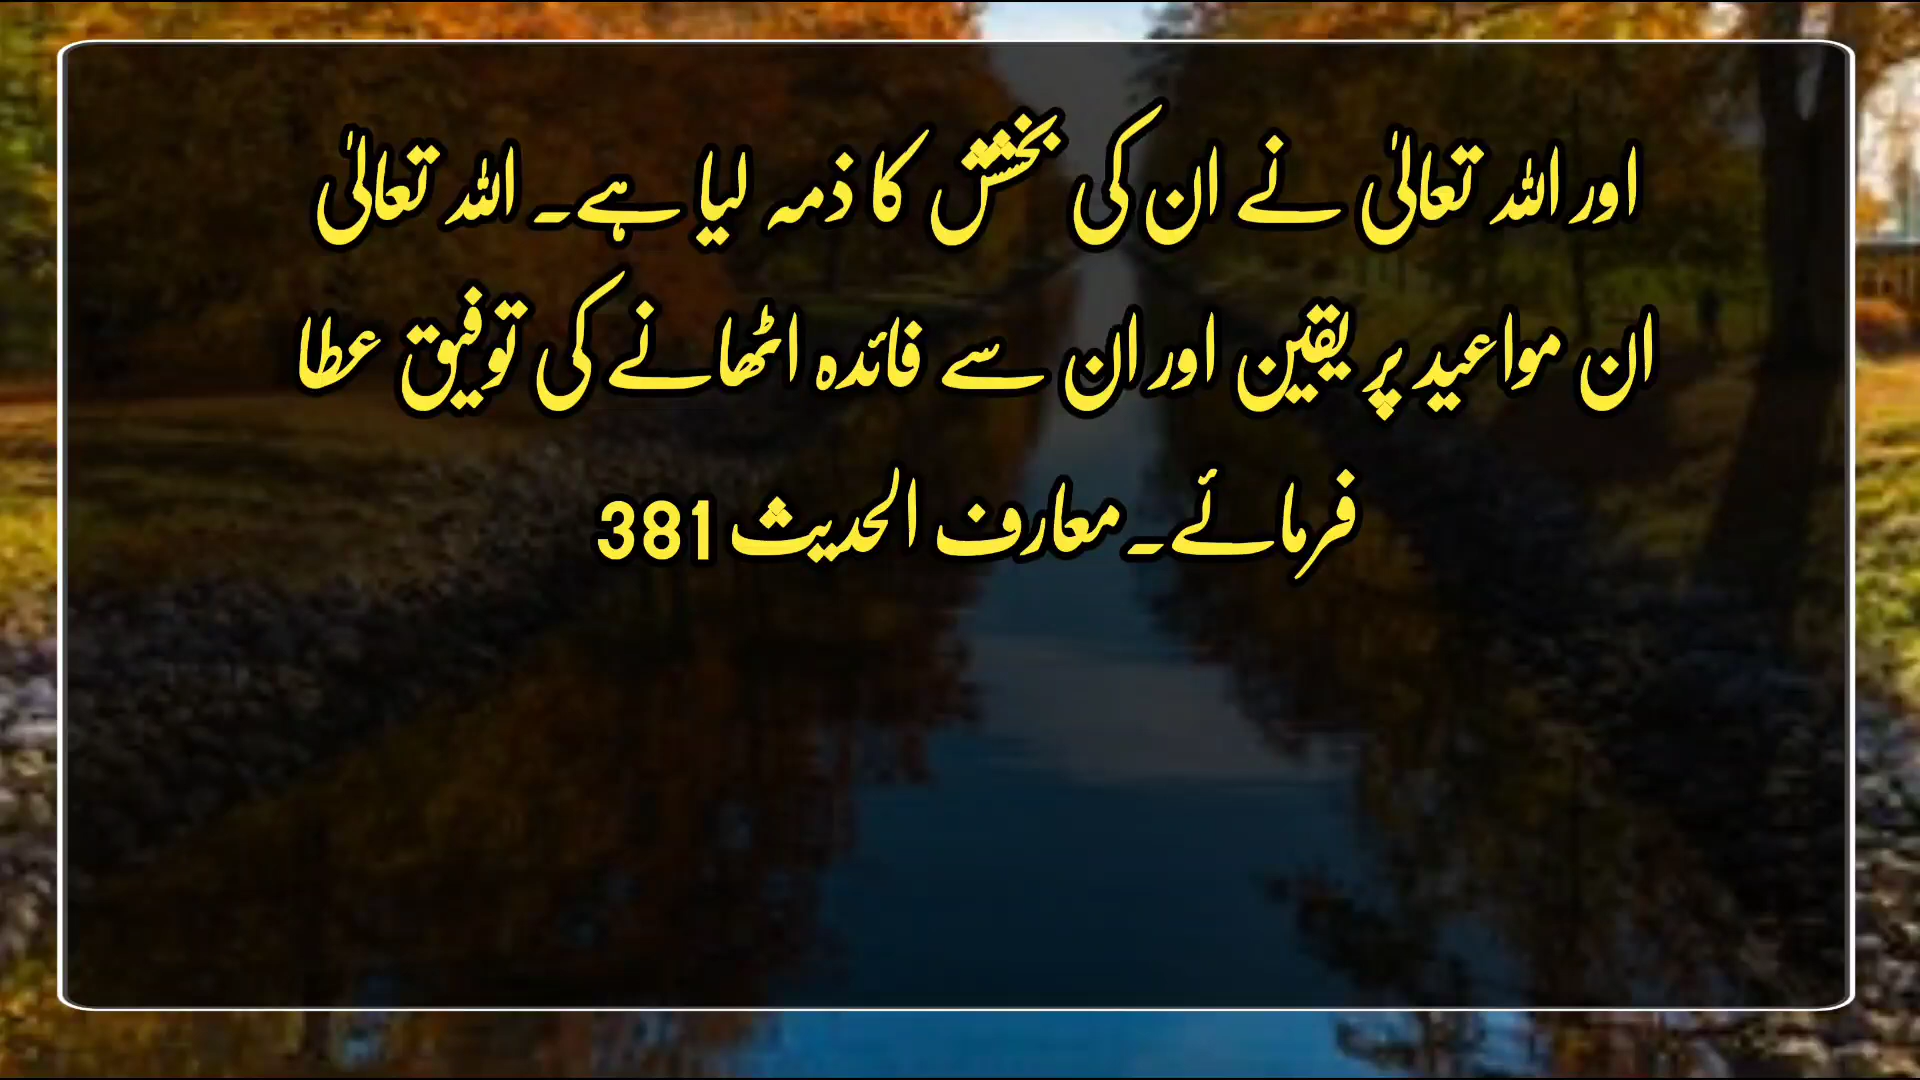 اور اللہ تعالیٰ نے ان کی بخشش کا ذمہ لیا ہے۔ اللہ تعالیٰ
ان مواعید پر یقین اور ان سے فائدہ اٹھانے کی توفیق عطا
فرمائے۔ معارف الحدیث 381